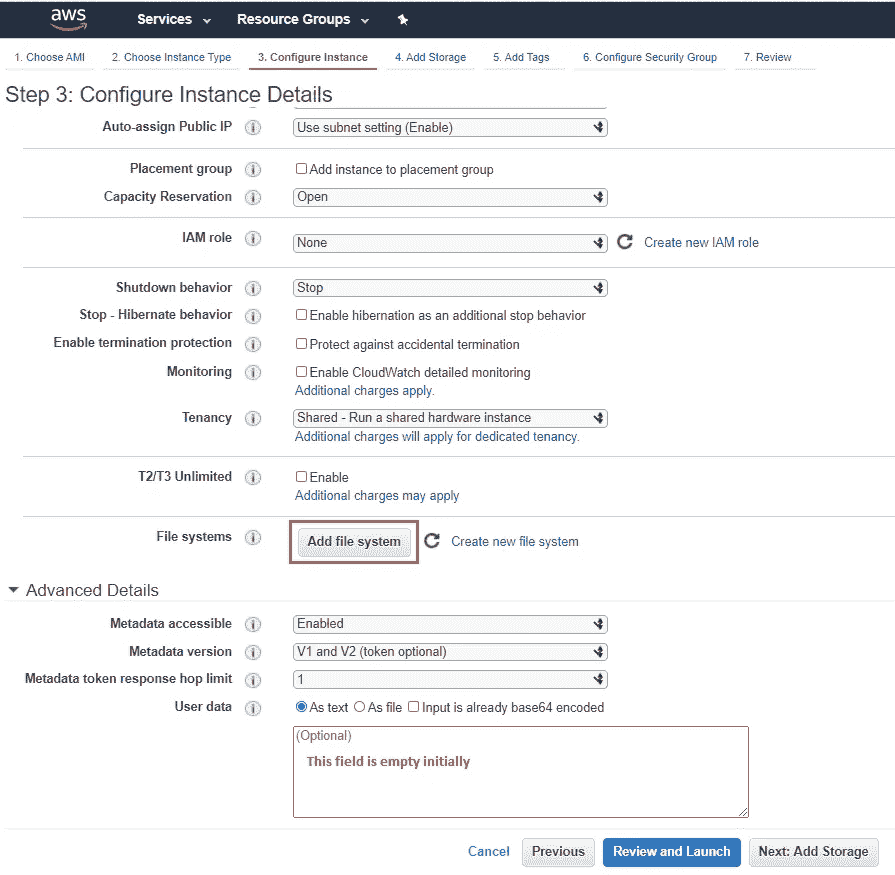 aws Services Resource Groups
1. Choose AMI 2. Choose Instance Type 3. Configure Instance 4. Add Storage 5. Add Tags 6. Configure Security Group 7. Review
Step 3: Configure Instance Details
Auto-assign Public IP Use subnet setting (Enable)
Placement group Add instance to placement group
Capacity Reservation Open
IAM role None Create new IAM role
Shutdown behavior Stop
Stop - Hibernate behavior Enable hibernation as an additional stop behavior
Enable termination protection Protect against accidental termination
Monitoring Enable CloudWatch detailed monitoring
Additional charges apply.
Tenancy Shared - Run a shared hardware instance
Additional charges will apply for dedicated tenancy.
T2/T3 Unlimited Enable
Additional charges may apply
File systems Add file system Create new file system
Advanced Details
Metadata accessible Enabled
Metadata version V1 and V2 (token optional)
Metadata token response hop limit 1
User data As text As file Input is already base64 encoded
(Optional)
This field is empty initially
Cancel Previous Review and Launch Next: Add Storage